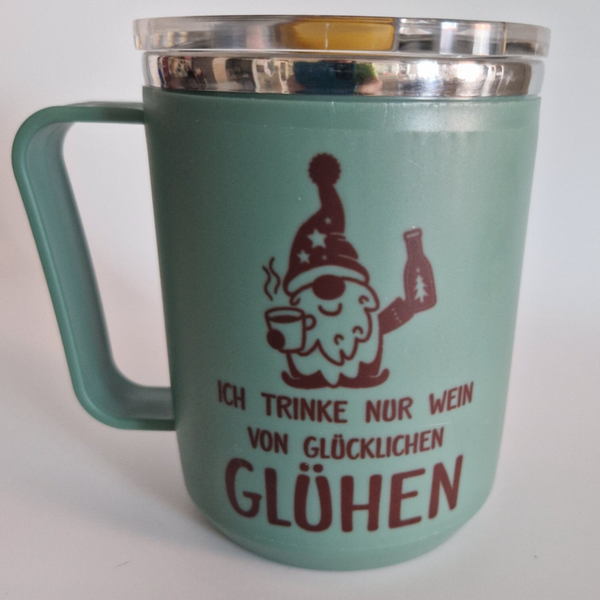 ICH TRINKE NUR WEIN
VON GLÜCKLICHEN
GLÜHEN